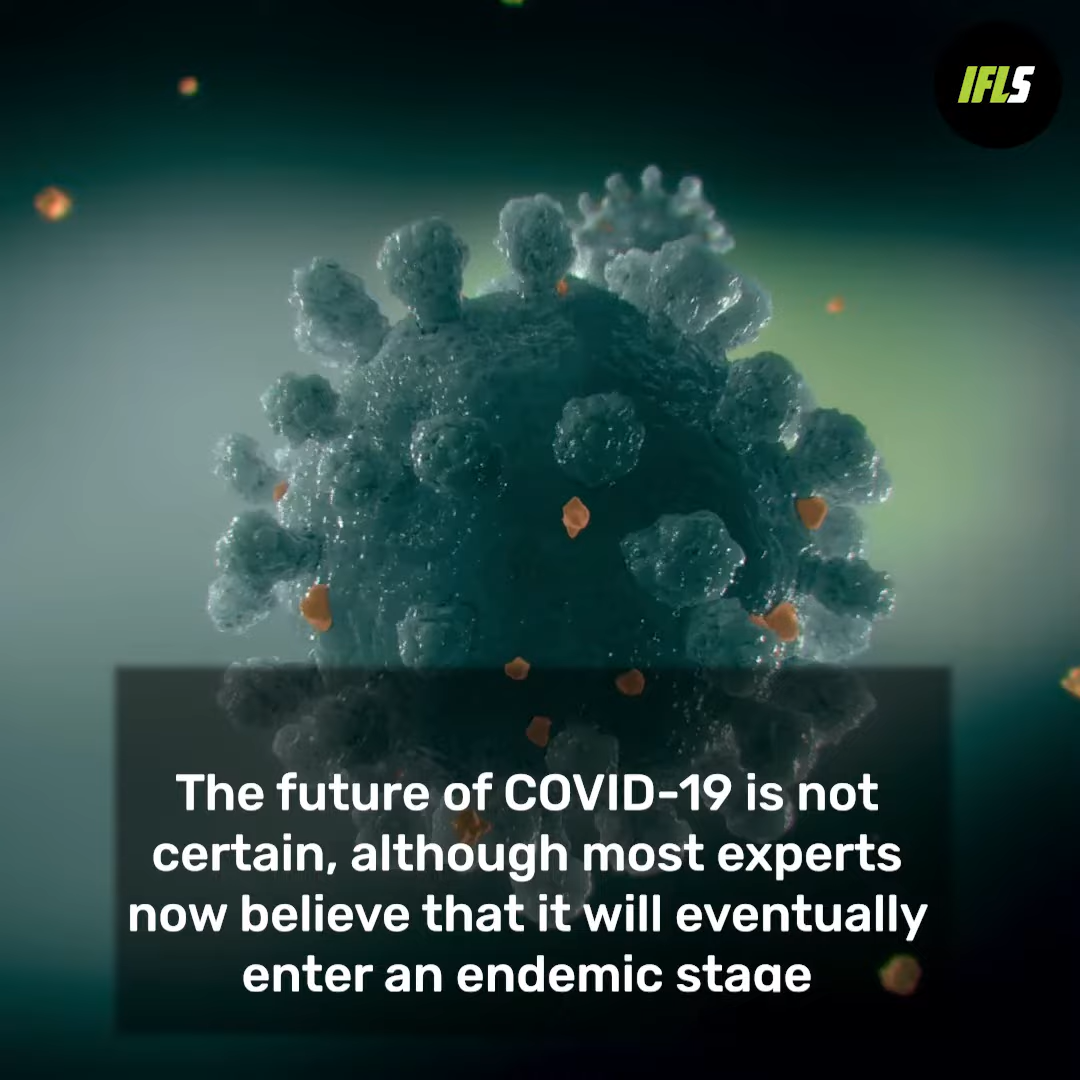 IFLS
The future of COVID-19 is not
certain, although most experts
now believe that it will eventually
enter an endemic stage